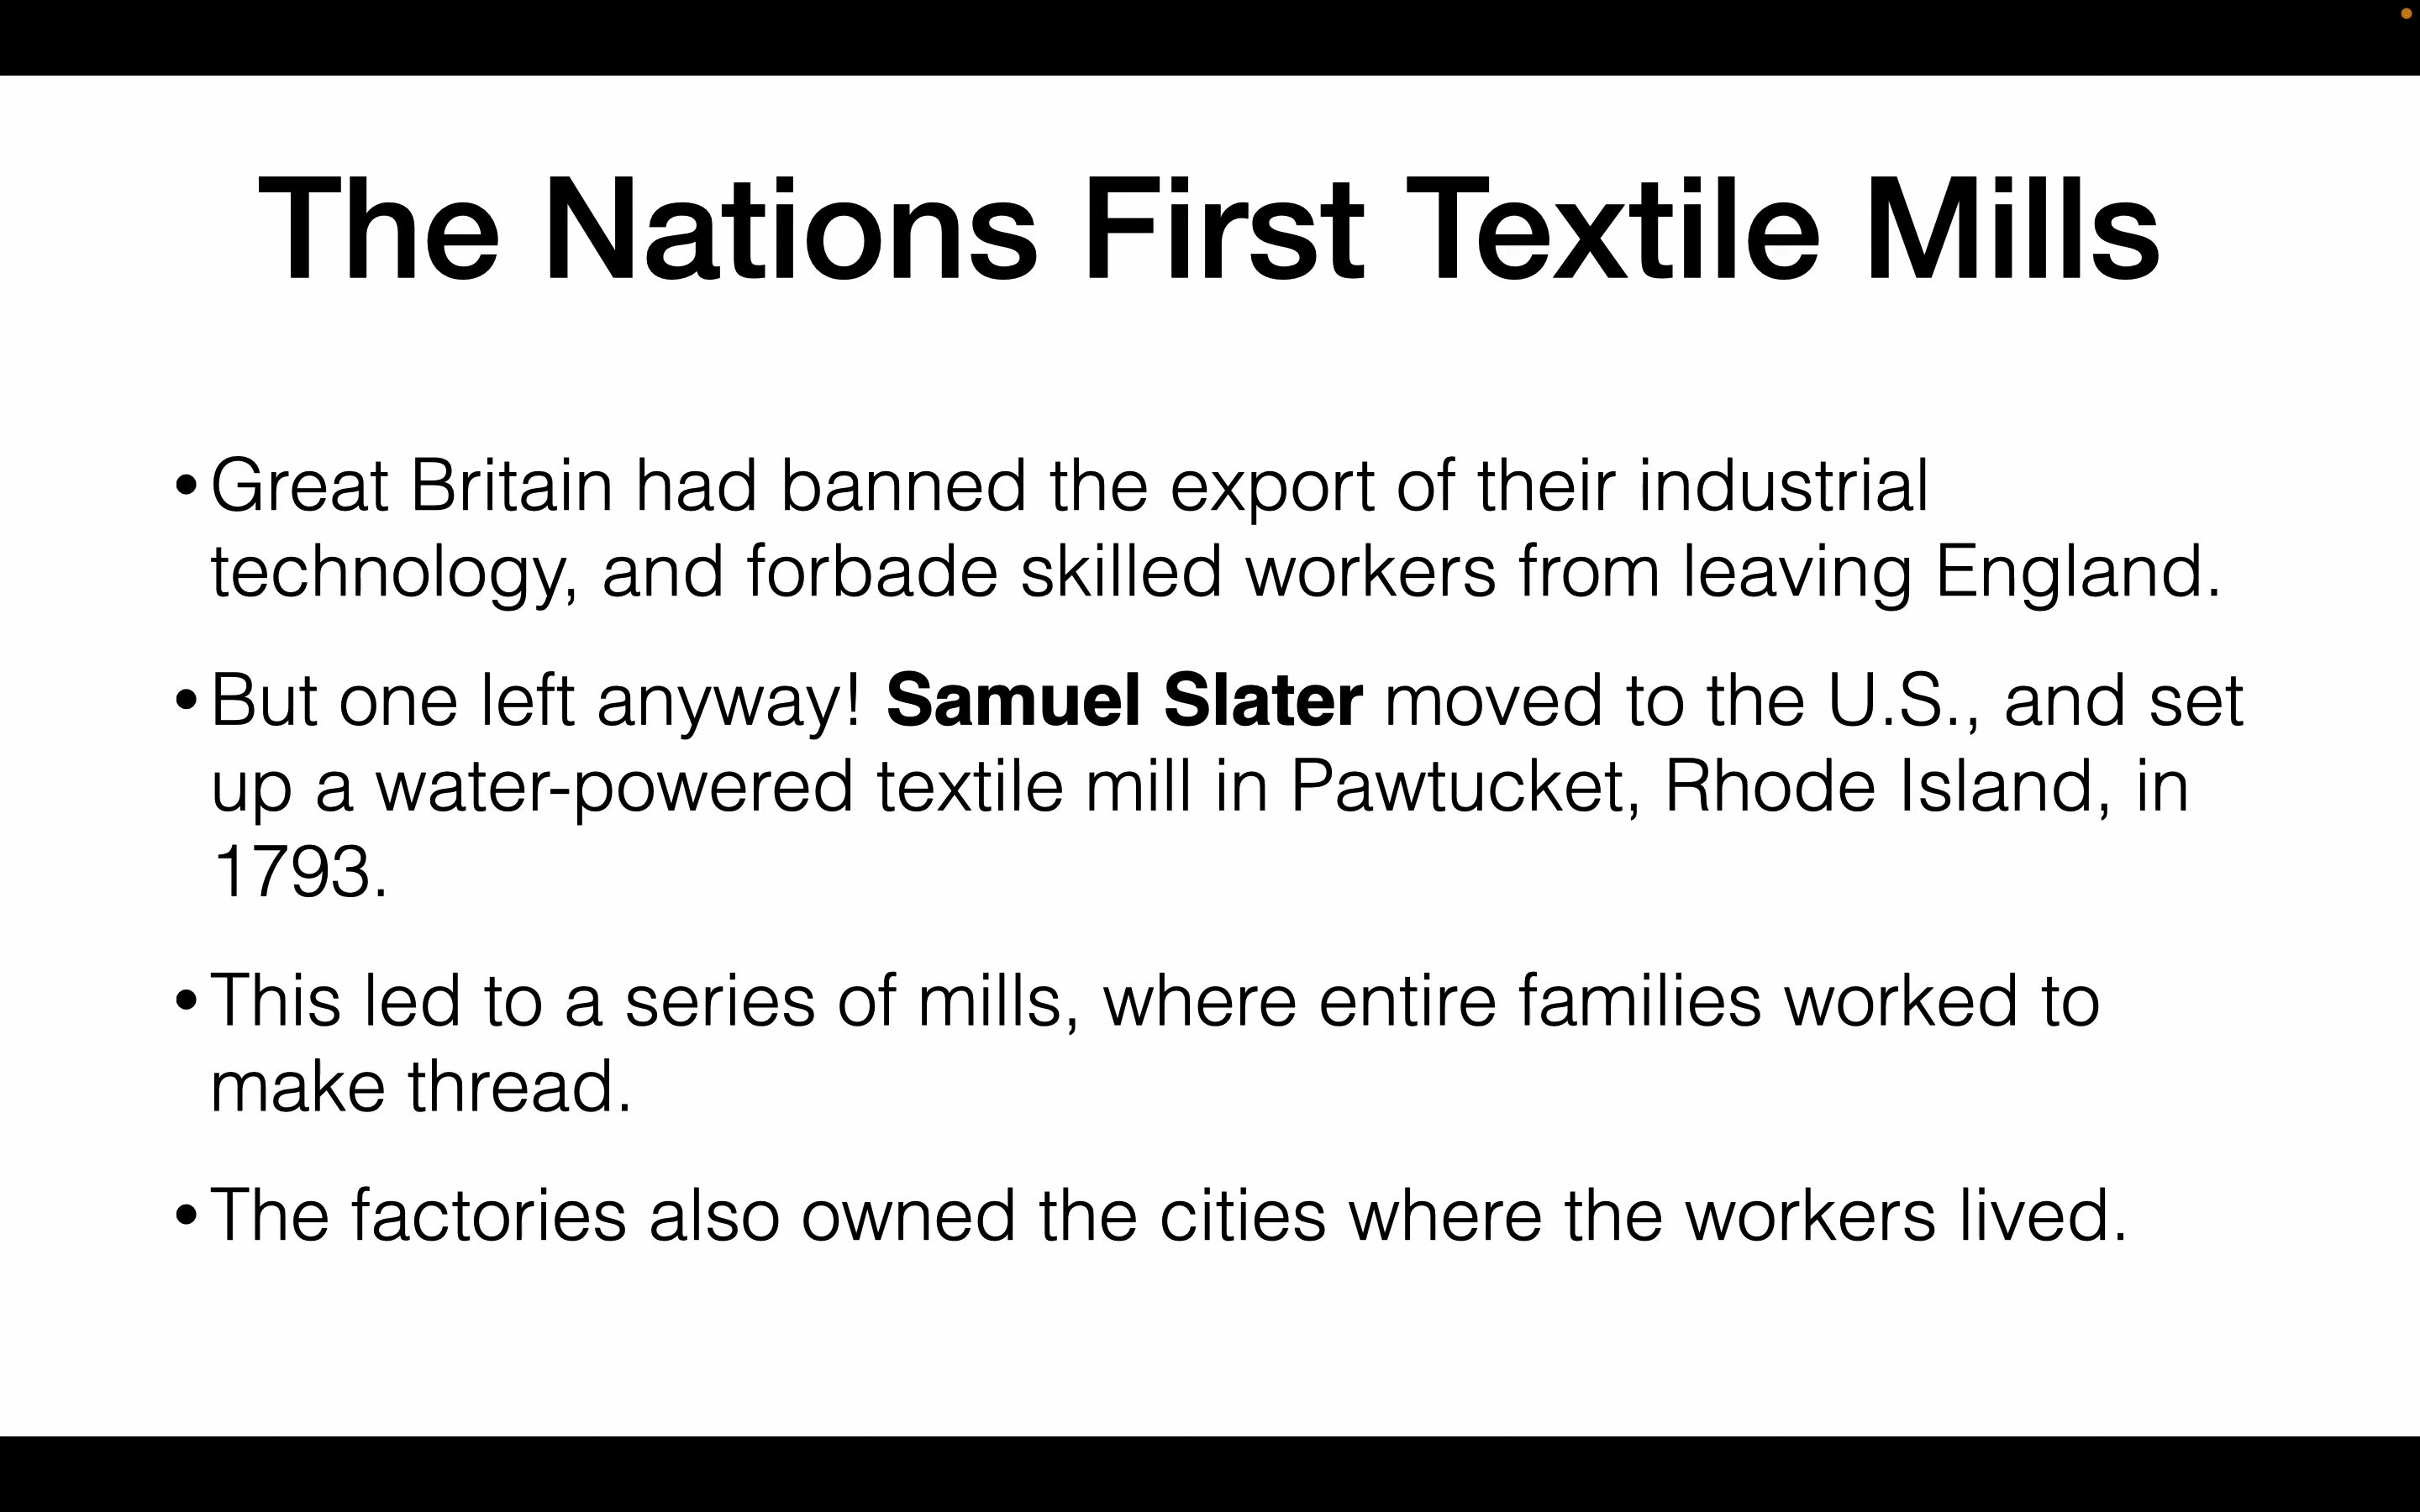 The Nations First Textile Mills
• Great Britain had banned the export of their industrial
technology, and forbade skilled workers from leaving England.
• But one left anyway! Samuel Slater moved to the U.S., and set
up a water-powered textile mill in Pawtucket, Rhode Island, in
1793.
• This led to a series of mills, where entire families worked to
make thread.
• The factories also owned the cities where the workers lived.